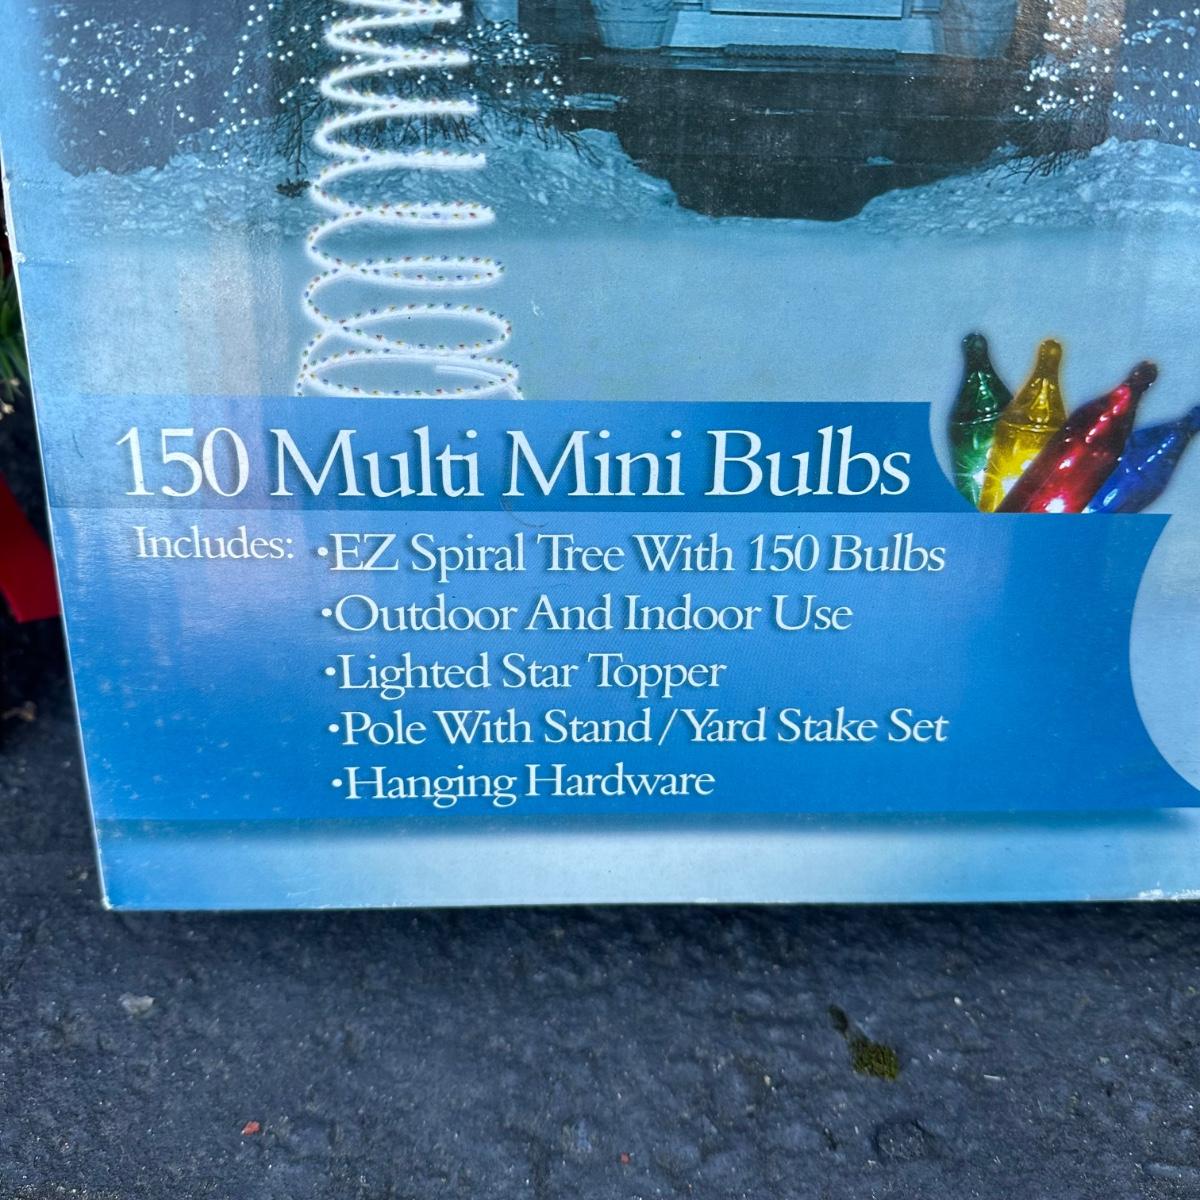 150 Multi Mini Bulbs
Includes: •EZ Spiral Tree With 150 Bulbs
•Outdoor And Indoor Use
•Lighted Star Topper
•Pole With Stand/Yard Stake Set
•Hanging Hardware